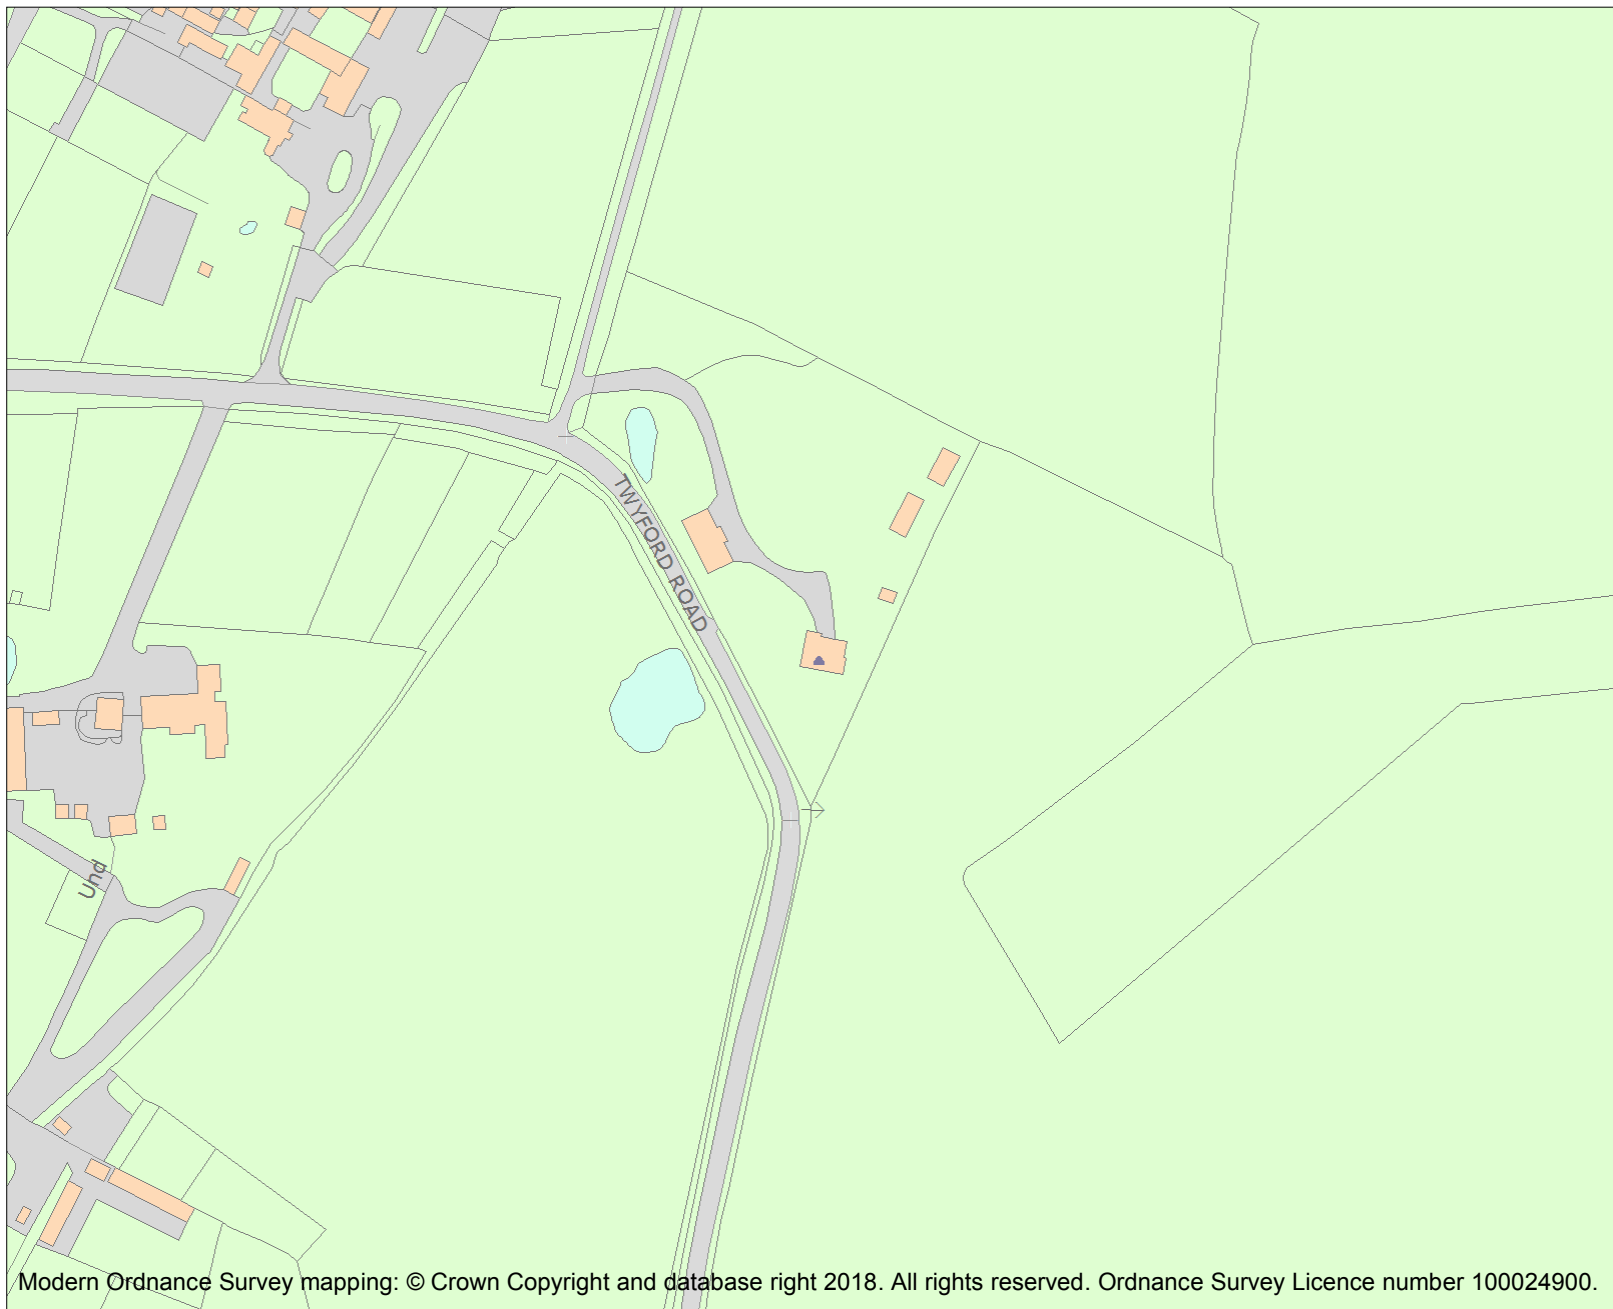 TWYFORD ROAD
Und
Modern Ordnance Survey mapping: © Crown Copyright and database right 2018. All rights reserved. Ordnance Survey Licence number 100024900.